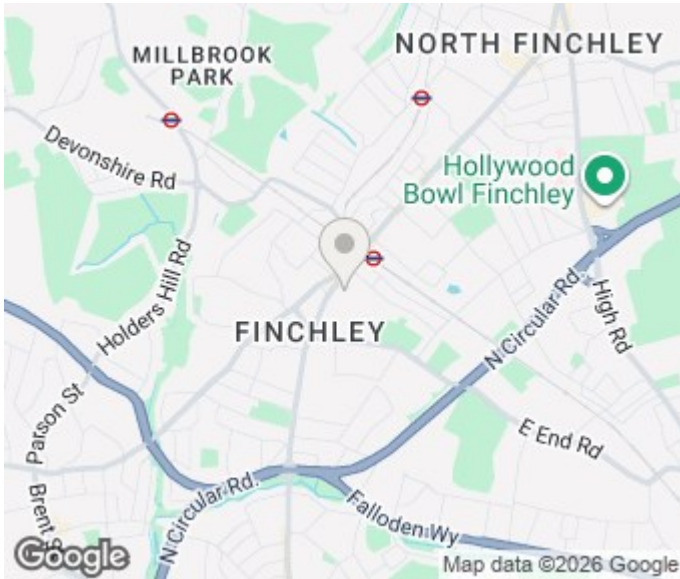 NORTH FINCHLEY
MILLBROOK
PARK
Devonshire Rd
Hollywood
Bowl Finchley
Holders Hill Rd
FINCHLEY
N Circular Rd.
High Rd
Parson St
E End Rd
Brent
N Circular Rd.
Falloden Wy
Google
Map data ©2026 Google